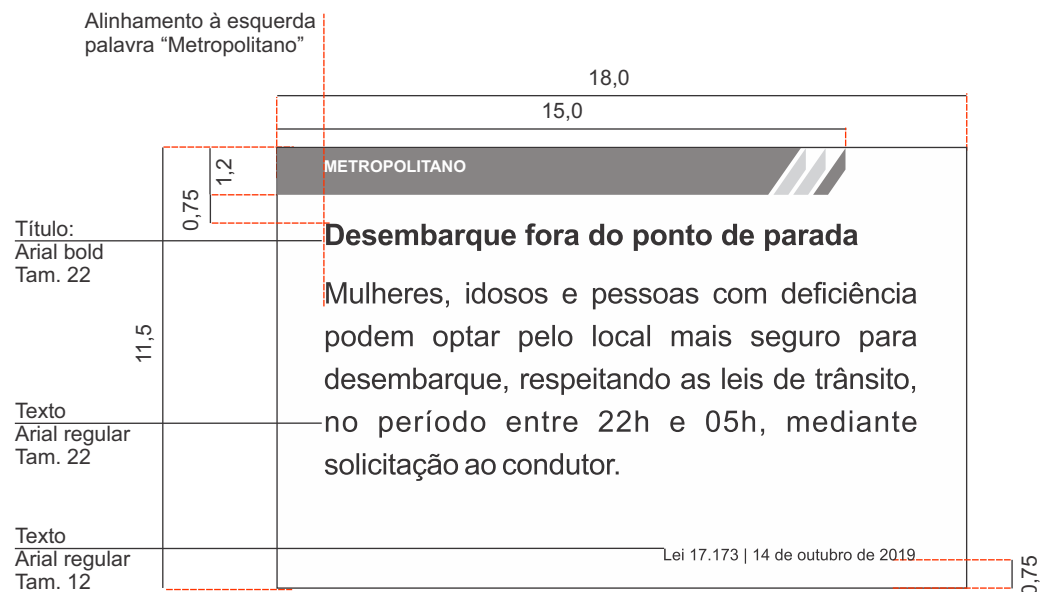 Alinhamento à esquerda
palavra “Metropolitano”
18,0
15,0
1,2
0,75
METROPOLITANO
Título:
Arial bold
Tam. 22
Desembarque fora do ponto de parada
Mulheres, idosos e pessoas com deficiência
podem optar pelo local mais seguro para
desembarque, respeitando as leis de trânsito,
no período entre 22h e 05h, mediante
solicitação ao condutor.
11,5
Texto
Arial regular
Tam. 22
Texto
Arial regular
Tam. 12
Lei 17.173 | 14 de outubro de 2019
0,75